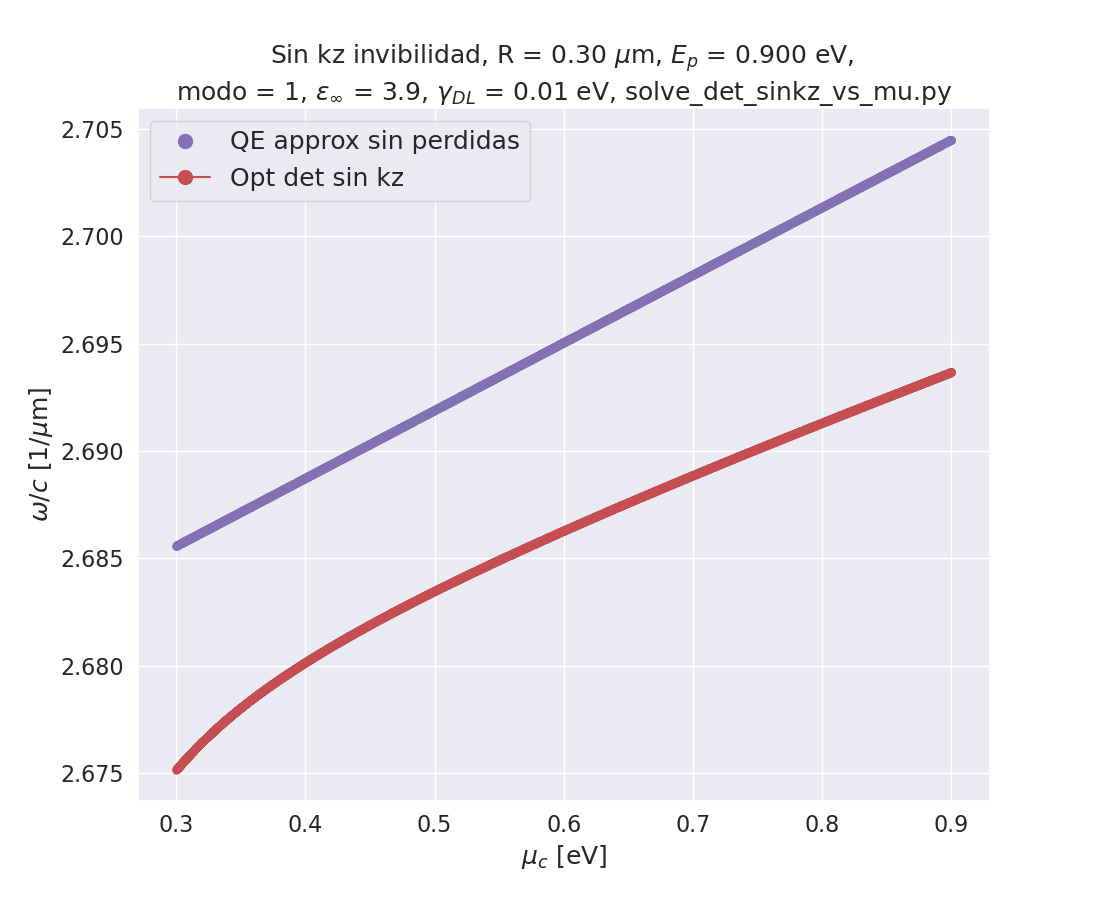 Sin kz invibilidad, R = 0.30 μm, E_p = 0.900 eV,
modo = 1, ε_∞ = 3.9, γ_DL = 0.01 eV, solve_det_sinkz_vs_mu.py
QE approx sin perdidas
Opt det sin kz
2.705
2.700
2.695
2.690
2.685
2.680
2.675
ω/c [1/μm]
0.3 0.4 0.5 0.6 0.7 0.8 0.9
μ_c [eV]